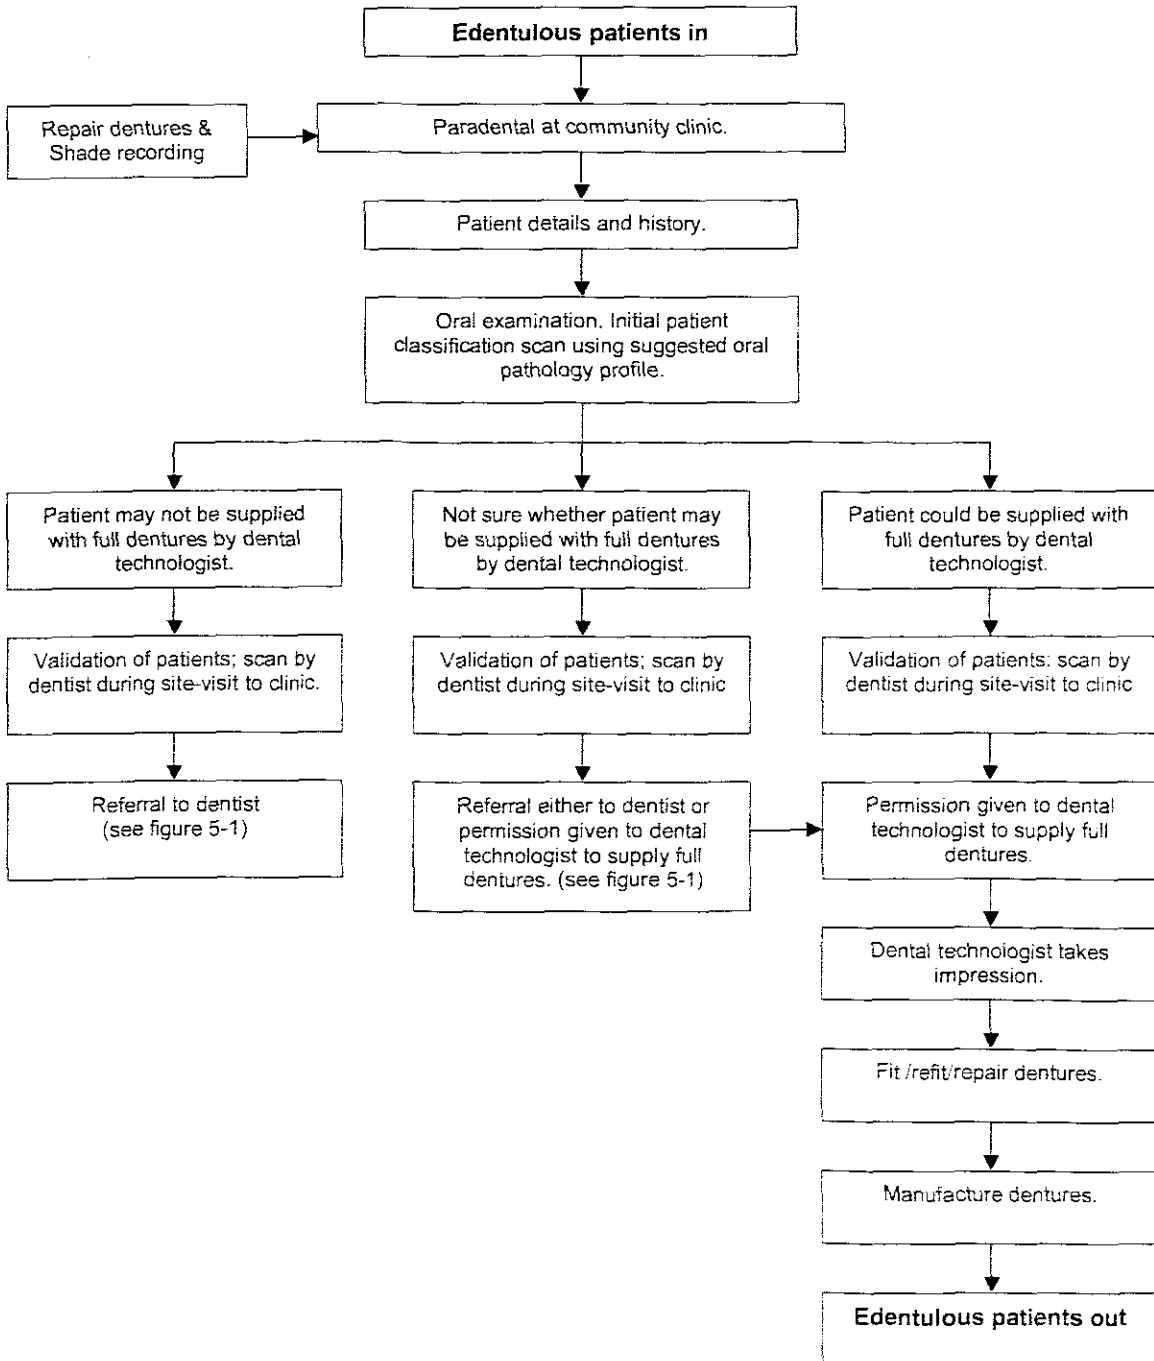 Edentulous patients in
Repair dentures &
Shade recording
Paradental at community clinic.
Patient details and history.
Oral examination. Initial patient
classification scan using suggested oral
pathology profile.
Patient may not be supplied
with full dentures by dental
technologist.
Not sure whether patient may
be supplied with full dentures
by dental technologist.
Patient could be supplied with
full dentures by dental
technologist.
Validation of patients; scan by
dentist during site-visit to clinic.
Validation of patients; scan by
dentist during site-visit to clinic
Validation of patients: scan by
dentist during site-visit to clinic
Referral to dentist
(see figure 5-1)
Referral either to dentist or
permission given to dental
technologist to supply full
dentures. (see figure 5-1)
Permission given to dental
technologist to supply full
dentures.
Dental technologist takes
impression.
Fit /refit/repair dentures.
Manufacture dentures.
Edentulous patients out